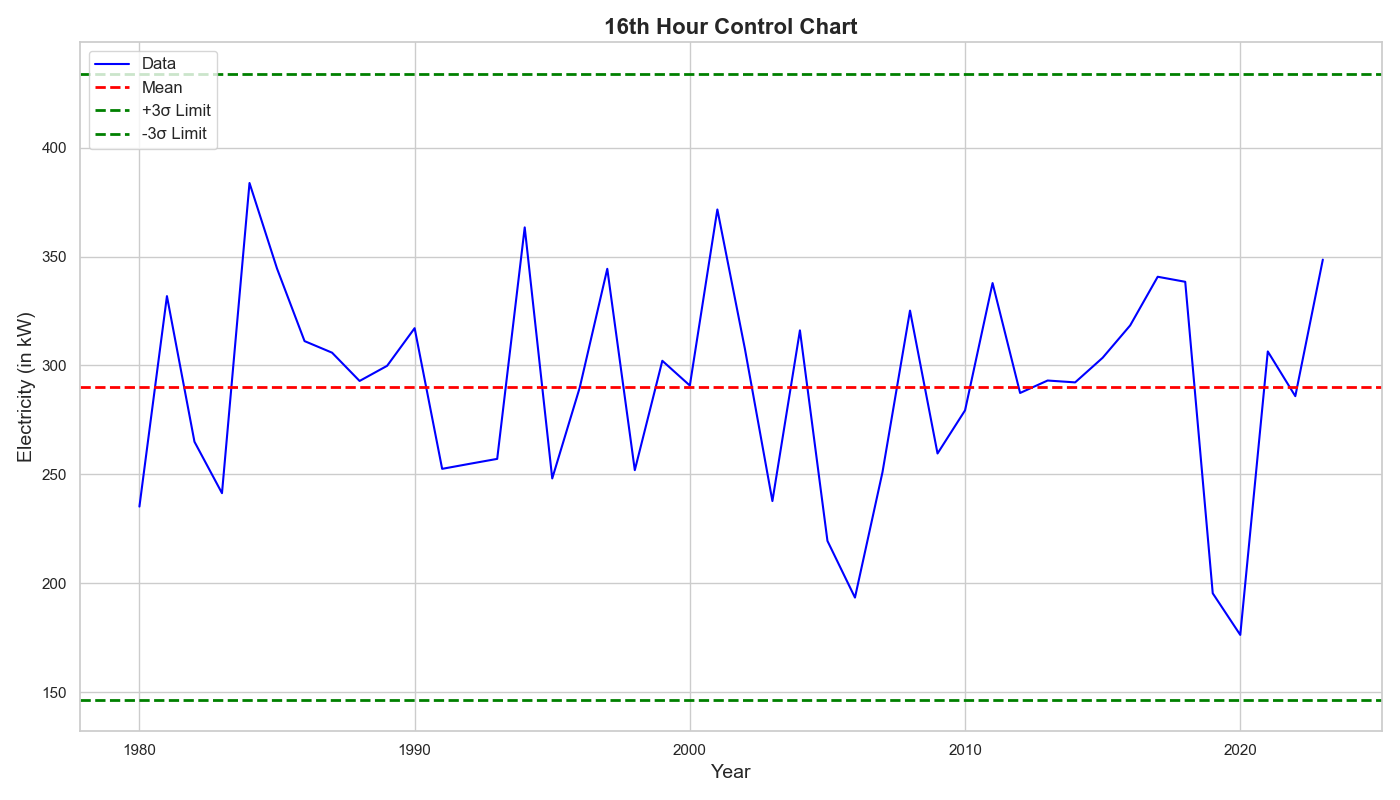 16th Hour Control Chart
Data
Mean
+3σ Limit
-3σ Limit
Electricity (in kW)
400
350
300
250
200
150
1980
1990
2000
2010
2020
Year